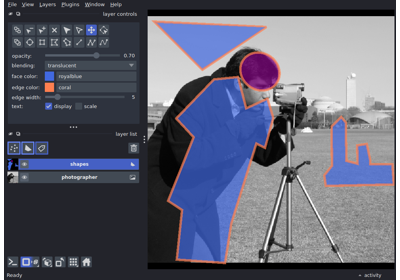 File View Layers Plugins Window Help
layer controls
opacity: 0.70
blending: translucent
face color: royalblue
edge color: coral
edge width: 5
text: display scale
layer list
shapes
photographer
Ready
activity